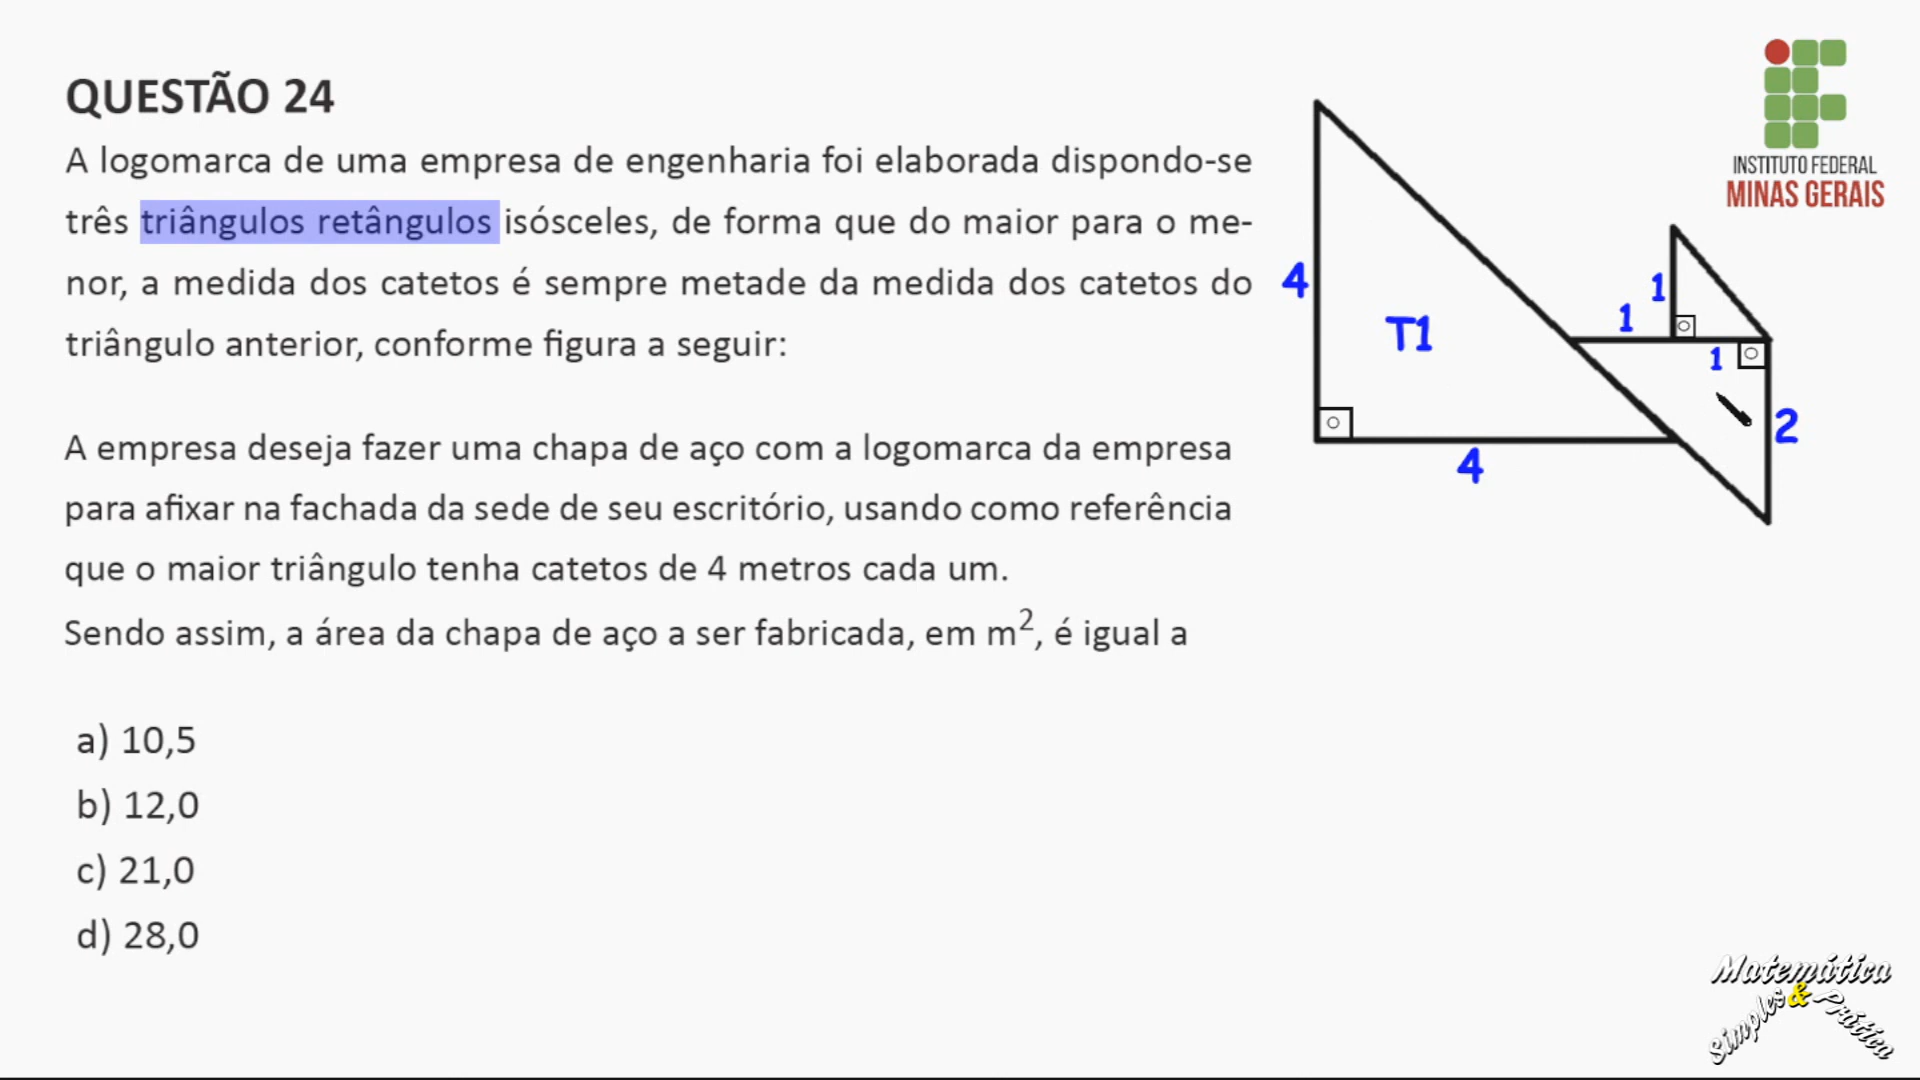 QUESTÃO 24
A logomarca de uma empresa de engenharia foi elaborada dispondo-se
três triângulos retângulos isósceles, de forma que do maior para o me-
nor, a medida dos catetos é sempre metade da medida dos catetos do
triângulo anterior, conforme figura a seguir:
A empresa deseja fazer uma chapa de aço com a logomarca da empresa
para afixar na fachada da sede de seu escritório, usando como referência
que o maior triângulo tenha catetos de 4 metros cada um.
Sendo assim, a área da chapa de aço a ser fabricada, em m², é igual a
a) 10,5
b) 12,0
c) 21,0
d) 28,0
INSTITUTO FEDERAL
MINAS GERAIS
4
T1
4
1
1
1
2
Matemática
Simples & Prática